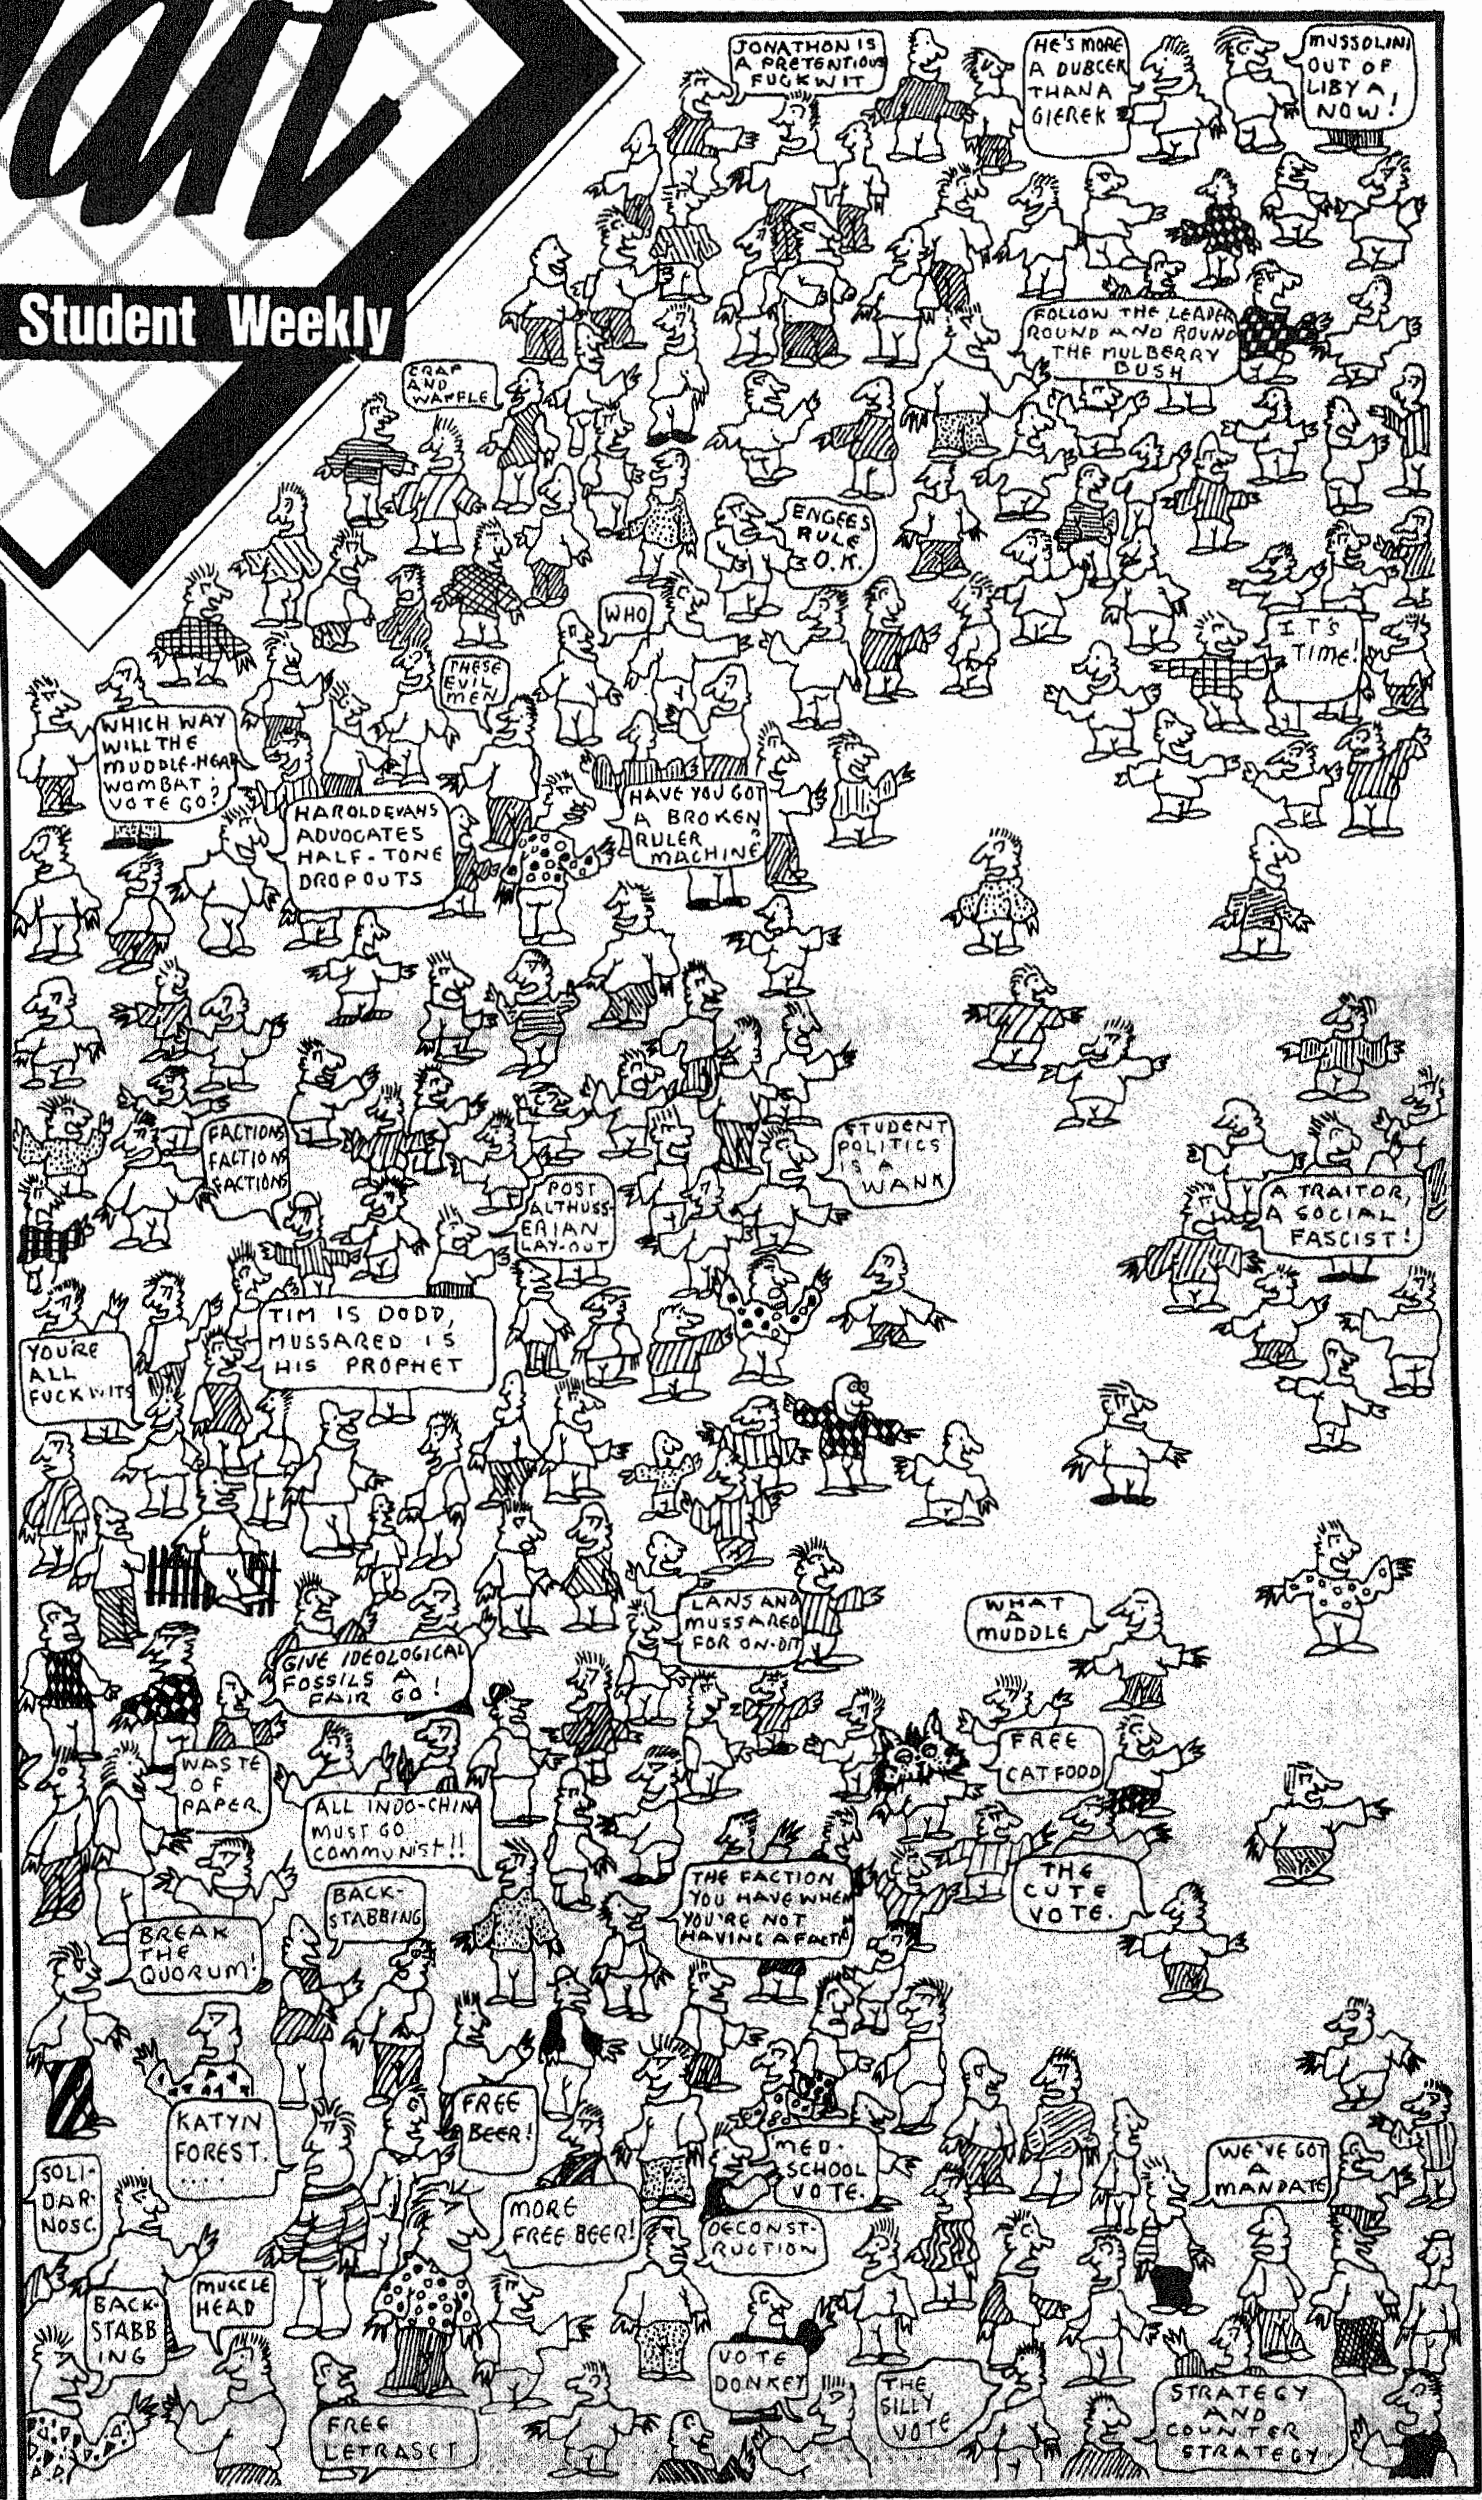 art
Student Weekly
JONATHON IS
A PRETENTIOUS
FUCKWIT
HE'S MORE
A DUBCEK
THAN A
GIEREK
MUSSOLINI
OUT OF
LIBYA
NOW!
FOLLOW THE LEADER
ROUND AND ROUND
THE MULBERRY
BUSH
CRAP
AND
WAFFLE
ENGEES
RULE
O.K.
WHO
IT'S
TIME!
THESE
EVIL
MEN
WHICH WAY
WILL THE
MUDDLE-HEAD
WOMBAT
VOTE GO?
HAROLD EVANS
ADVOCATES
HALF-TONE
DROPOUTS
HAVE YOU GOT
A BROKEN
RULER
MACHINE?
FACTIONS
FACTIONS
FACTIONS
STUDENT
POLITICS
IS A
WANK
POST
ALTHUSS-
ERIAN
LAY-OUT
A TRAITOR,
A SOCIAL
FASCIST!
TIM IS DODD,
MUSSARED IS
HIS PROPHET
YOU'RE
ALL
FUCKWITS
LANS AND
MUSSARED
FOR ON-DIT
WHAT
A
MUDDLE
GIVE IDEOLOGICAL
FOSSILS A
FAIR GO!
FREE
CATFOOD
WASTE
OF
PAPER.
ALL INDO-CHINA
MUST GO
COMMUNIST!!
THE FACTION
YOU HAVE WHEN
YOU'RE NOT
HAVING A FACTN
THE
CUTE
VOTE.
BACK-
STABBING
BREAK
THE
QUORUM!
FREE
BEER!
KATYN
FOREST.
....
MED-
SCHOOL
VOTE.
WE'VE GOT
A
MANDATE
SOLI-
DAR-
NOSC.
MORE
FREE BEER!
DECONST-
RUCTION
MUSCLE
HEAD
BACK-
STABB
ING
VOTE
DONKEY
THE
SILLY
VOTE
STRATEGY
AND
COUNTER
STRATEGY
FREE
LETRASET